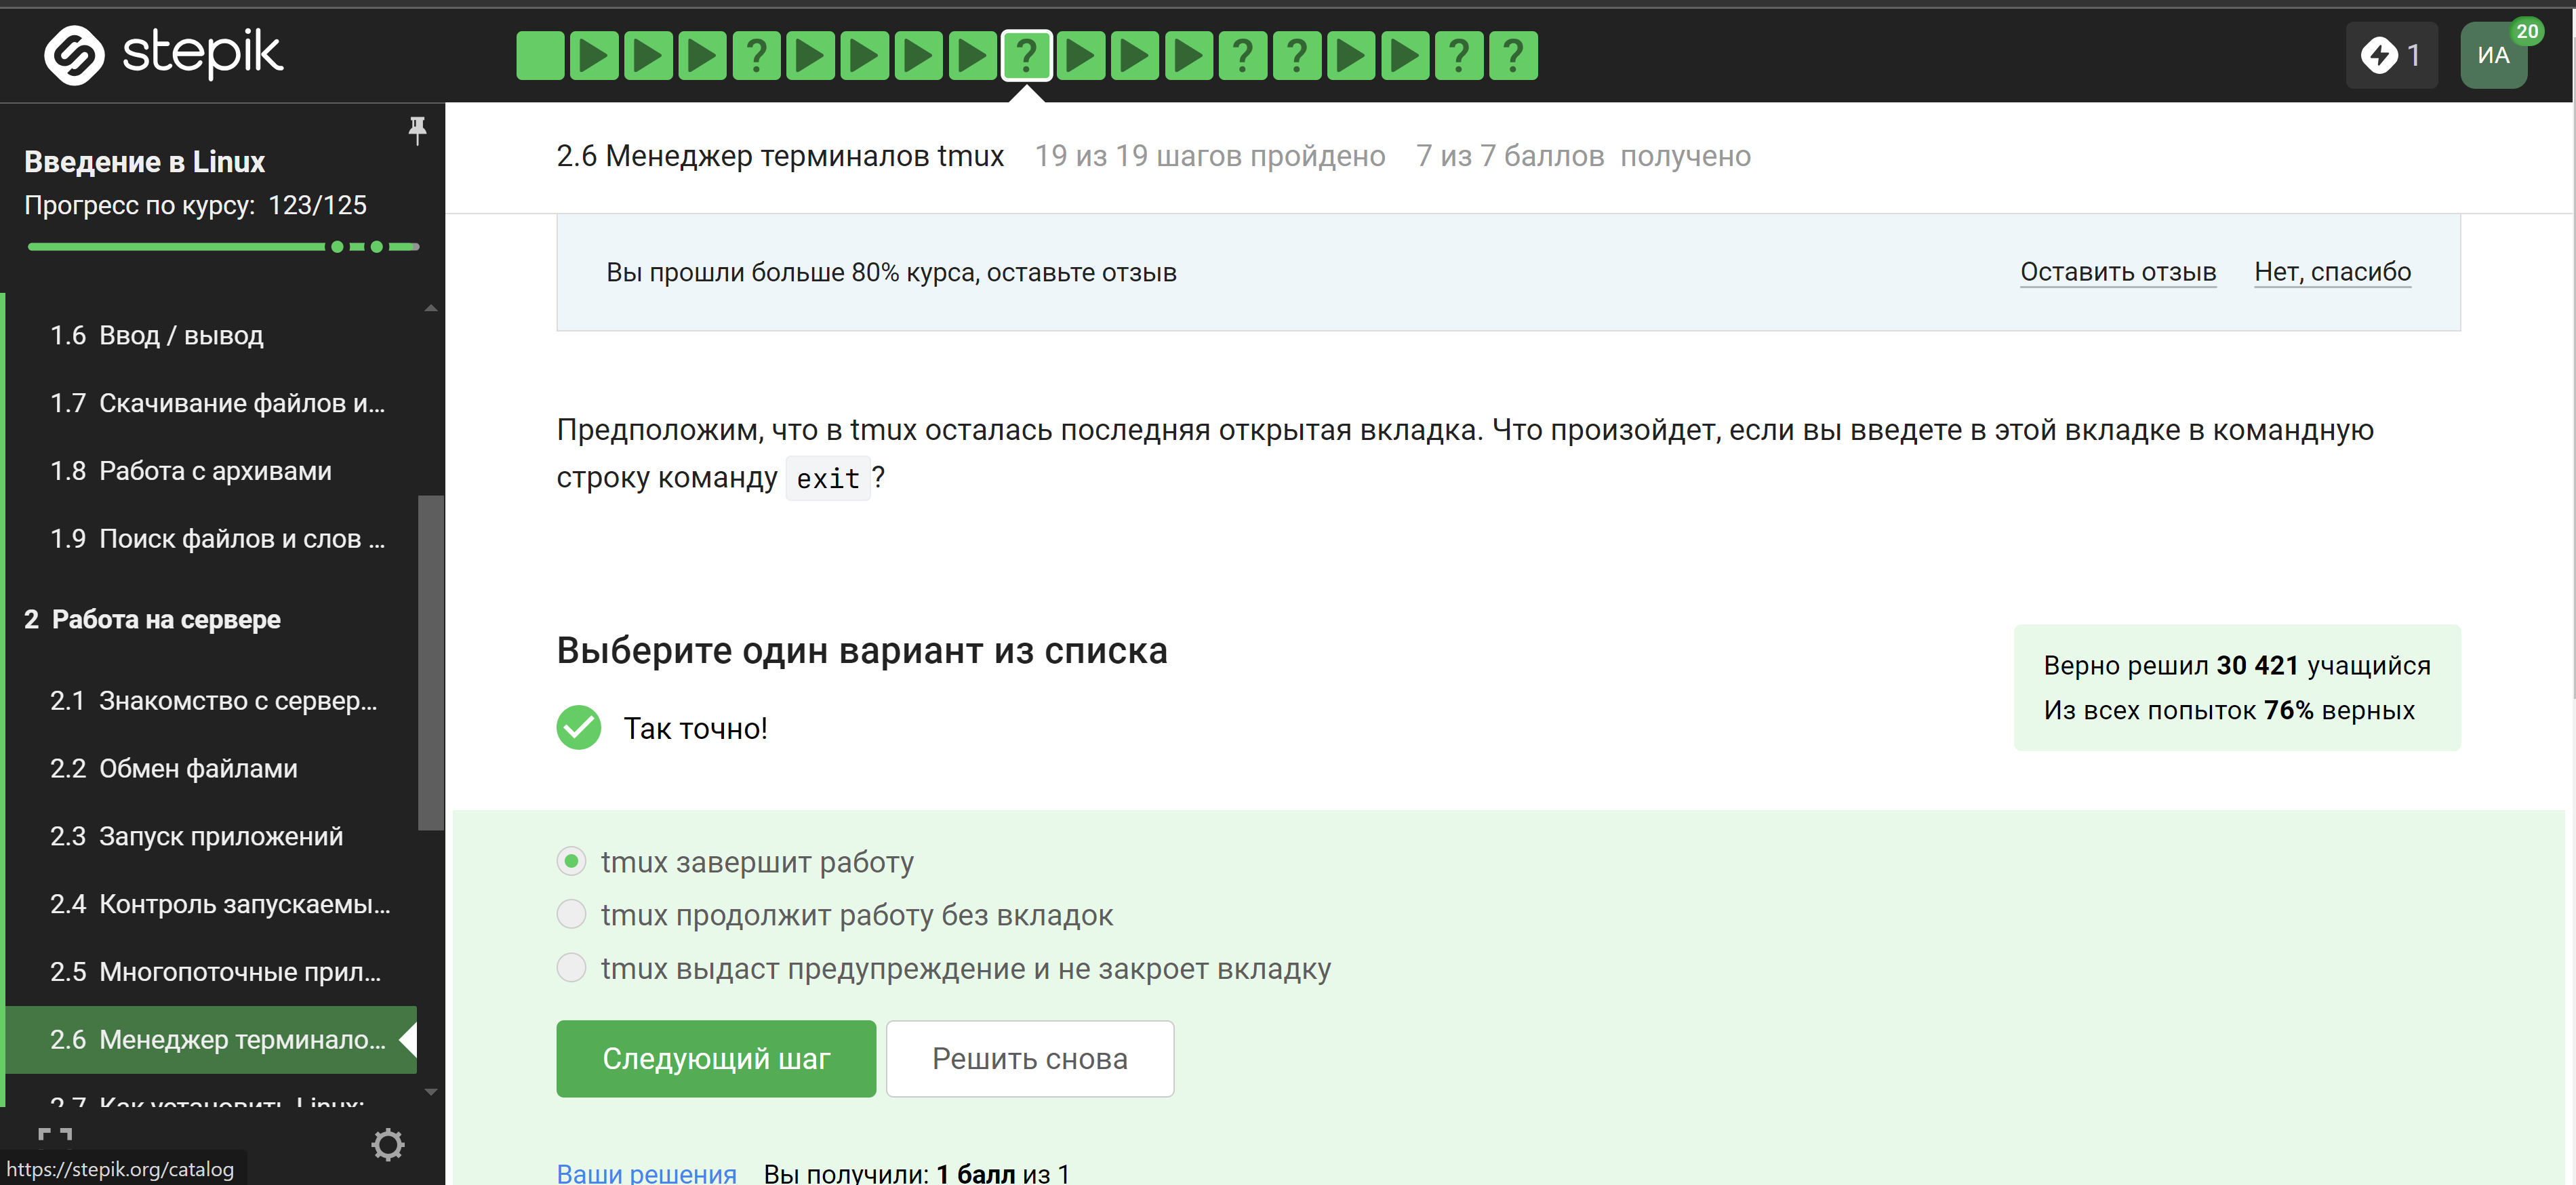 stepik
? ? ? ? ? ?
1
ИА
20
Введение в Linux
Прогресс по курсу: 123/125
1.6 Ввод / вывод
1.7 Скачивание файлов и...
1.8 Работа с архивами
1.9 Поиск файлов и слов ...
2 Работа на сервере
2.1 Знакомство с сервер...
2.2 Обмен файлами
2.3 Запуск приложений
2.4 Контроль запускаемы...
2.5 Многопоточные прил...
2.6 Менеджер терминало...
2.7 Как установить Linux:
https://stepik.org/catalog
2.6 Менеджер терминалов tmux 19 из 19 шагов пройдено 7 из 7 баллов получено
Вы прошли больше 80% курса, оставьте отзыв Оставить отзыв Нет, спасибо
Предположим, что в tmux осталась последняя открытая вкладка. Что произойдет, если вы введете в этой вкладке в командную
строку команду exit?
Выберите один вариант из списка
Так точно!
Верно решил 30 421 учащийся
Из всех попыток 76% верных
tmux завершит работу
tmux продолжит работу без вкладок
tmux выдаст предупреждение и не закроет вкладку
Следующий шаг Решить снова
Ваши решения Вы получили: 1 балл из 1